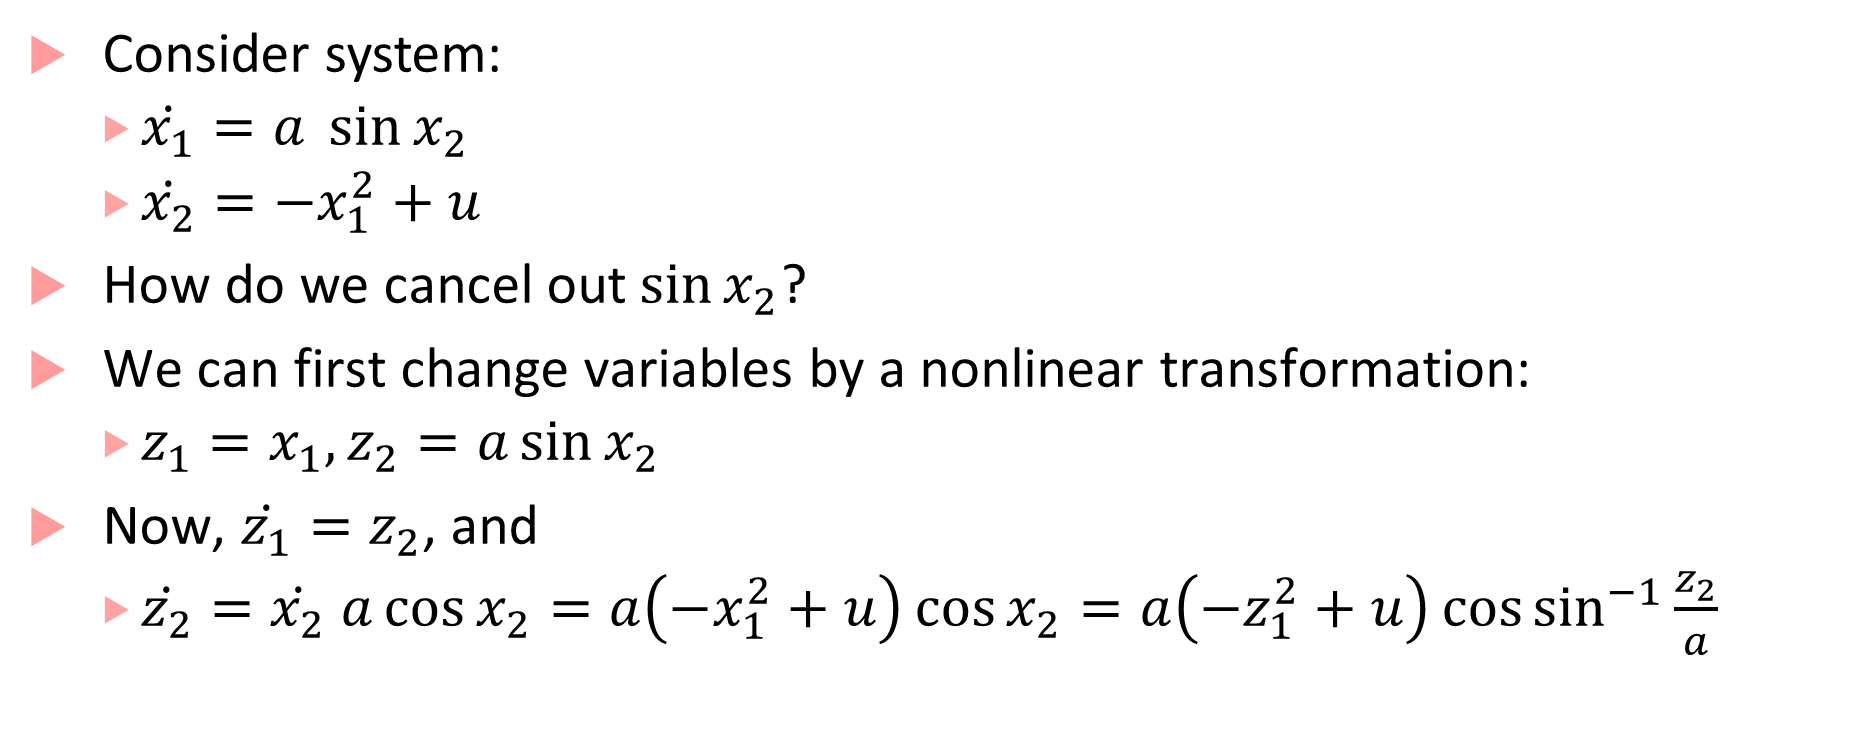 ▶ Consider system:
▶ ẋ₁ = a sin x₂
▶ ẋ₂ = −x₁² + u
▶ How do we cancel out sin x₂?
▶ We can first change variables by a nonlinear transformation:
▶ z₁ = x₁, z₂ = a sin x₂
▶ Now, ż₁ = z₂, and
▶ ż₂ = ẋ₂ a cos x₂ = a(−x₁² + u) cos x₂ = a(−z₁² + u) cos sin⁻¹ z₂/a